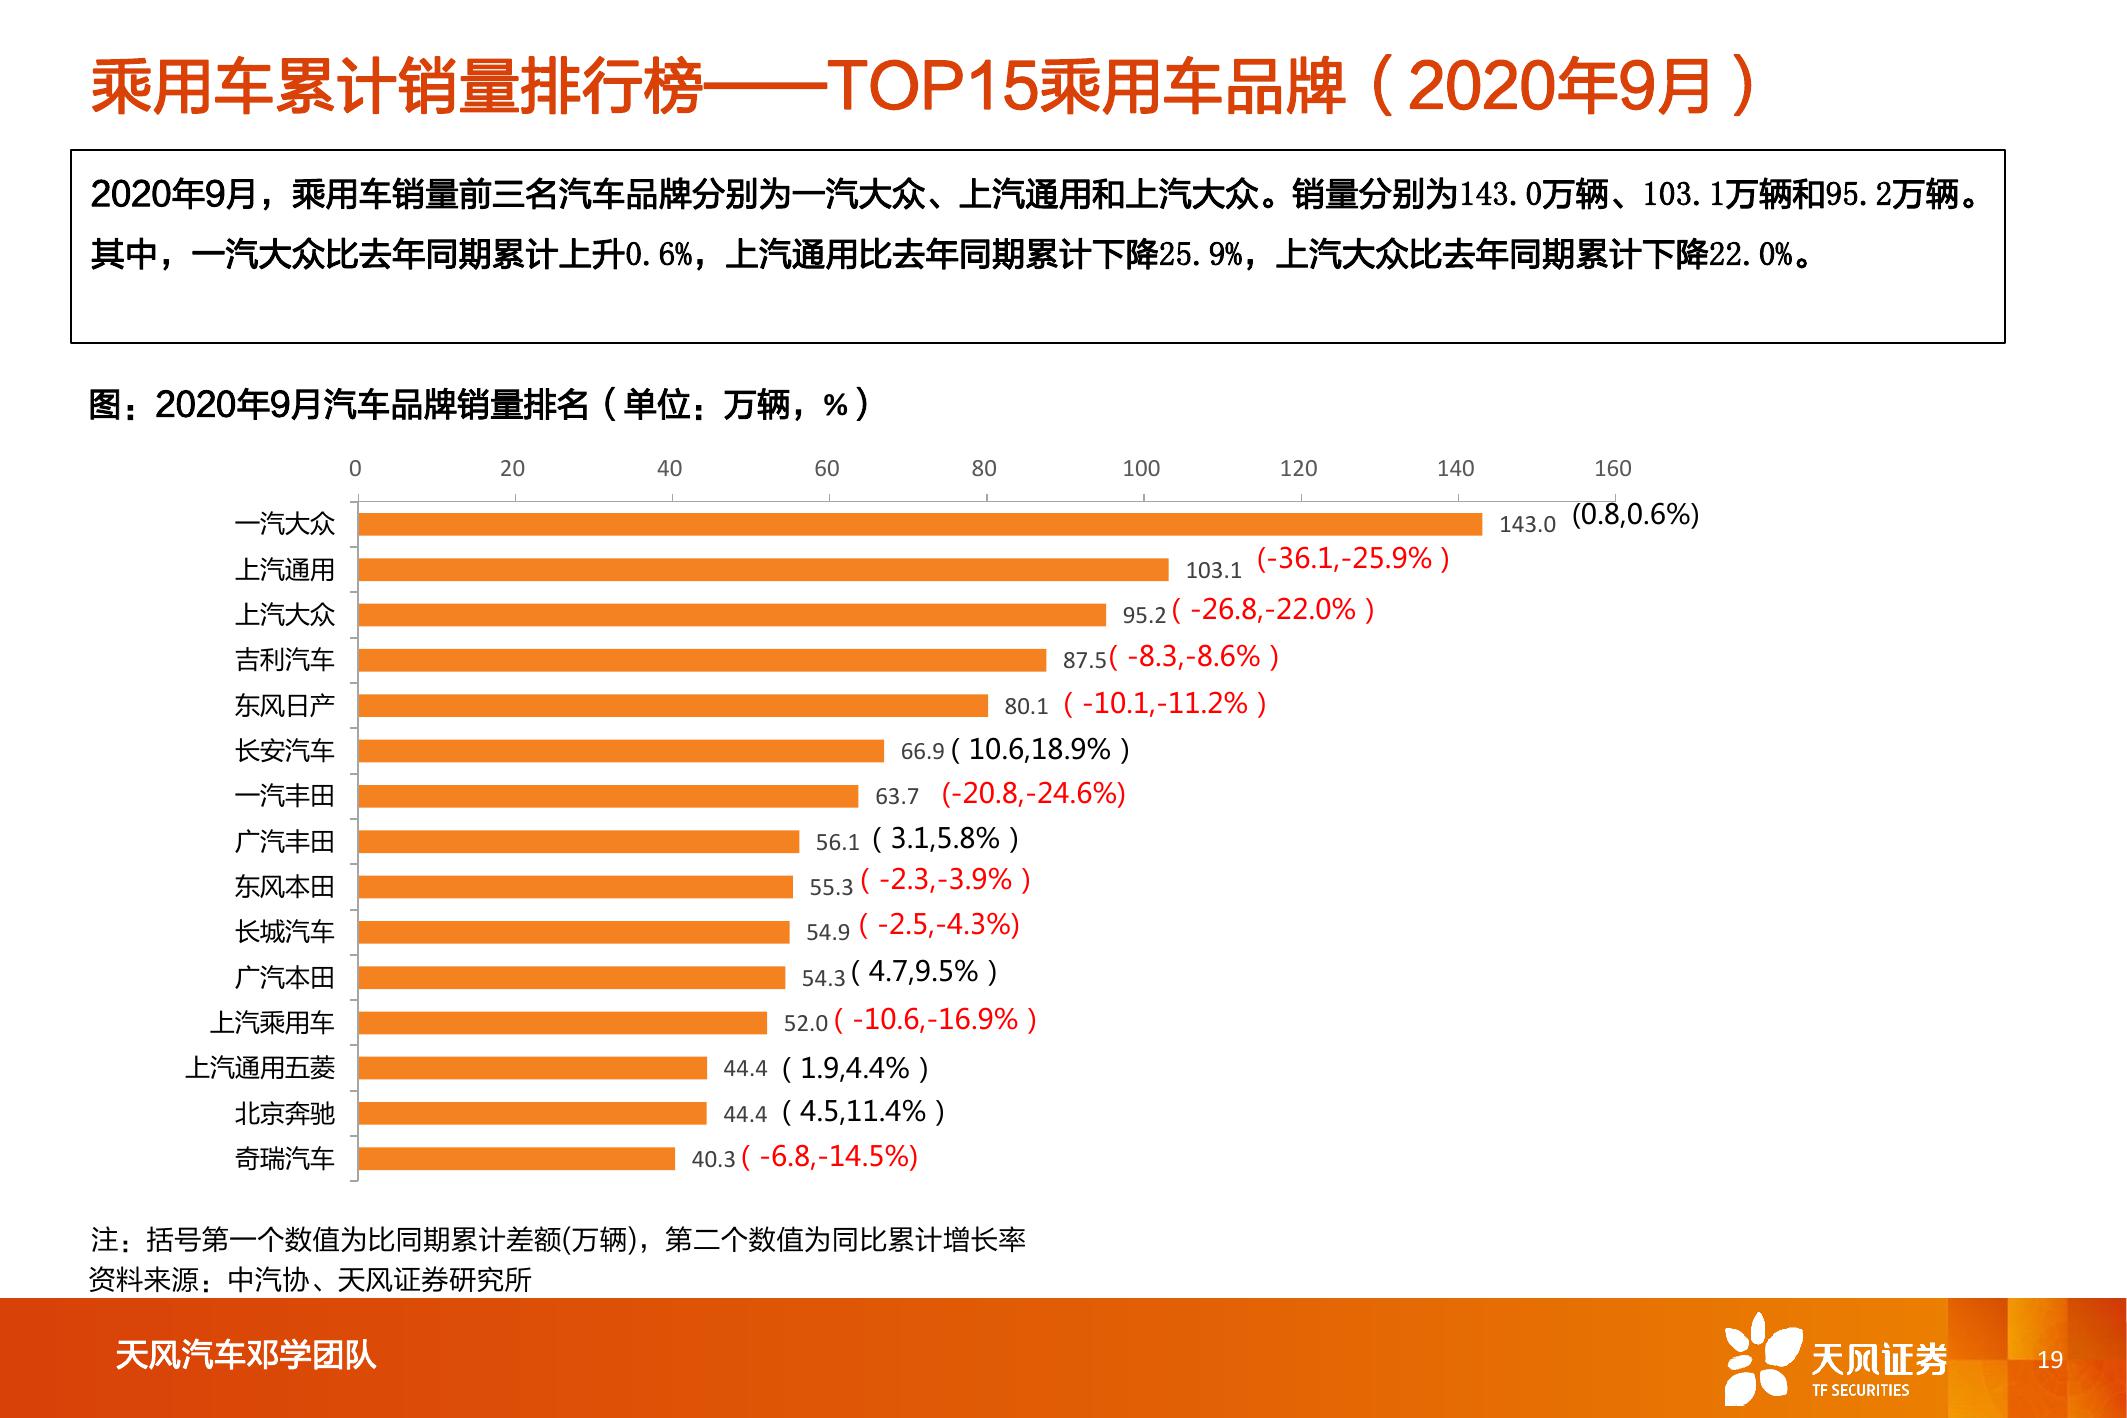 乘用车累计销量排行榜——TOP15乘用车品牌（2020年9月）
2020年9月，乘用车销量前三名汽车品牌分别为一汽大众、上汽通用和上汽大众。销量分别为143.0万辆、103.1万辆和95.2万辆。
其中，一汽大众比去年同期累计上升0.6%，上汽通用比去年同期累计下降25.9%，上汽大众比去年同期累计下降22.0%。
图：2020年9月汽车品牌销量排名（单位：万辆，%）
0 20 40 60 80 100 120 140 160
一汽大众 143.0 (0.8,0.6%)
上汽通用 103.1 (-36.1,-25.9%）
上汽大众 95.2（-26.8,-22.0%）
吉利汽车 87.5（-8.3,-8.6%）
东风日产 80.1（-10.1,-11.2%）
长安汽车 66.9（10.6,18.9%）
一汽丰田 63.7 (-20.8,-24.6%)
广汽丰田 56.1（3.1,5.8%）
东风本田 55.3（-2.3,-3.9%）
长城汽车 54.9（-2.5,-4.3%)
广汽本田 54.3（4.7,9.5%）
上汽乘用车 52.0（-10.6,-16.9%）
上汽通用五菱 44.4（1.9,4.4%）
北京奔驰 44.4（4.5,11.4%）
奇瑞汽车 40.3（-6.8,-14.5%)
注：括号第一个数值为比同期累计差额(万辆)，第二个数值为同比累计增长率
资料来源：中汽协、天风证券研究所
天风汽车邓学团队
天风证券
TF SECURITIES
19